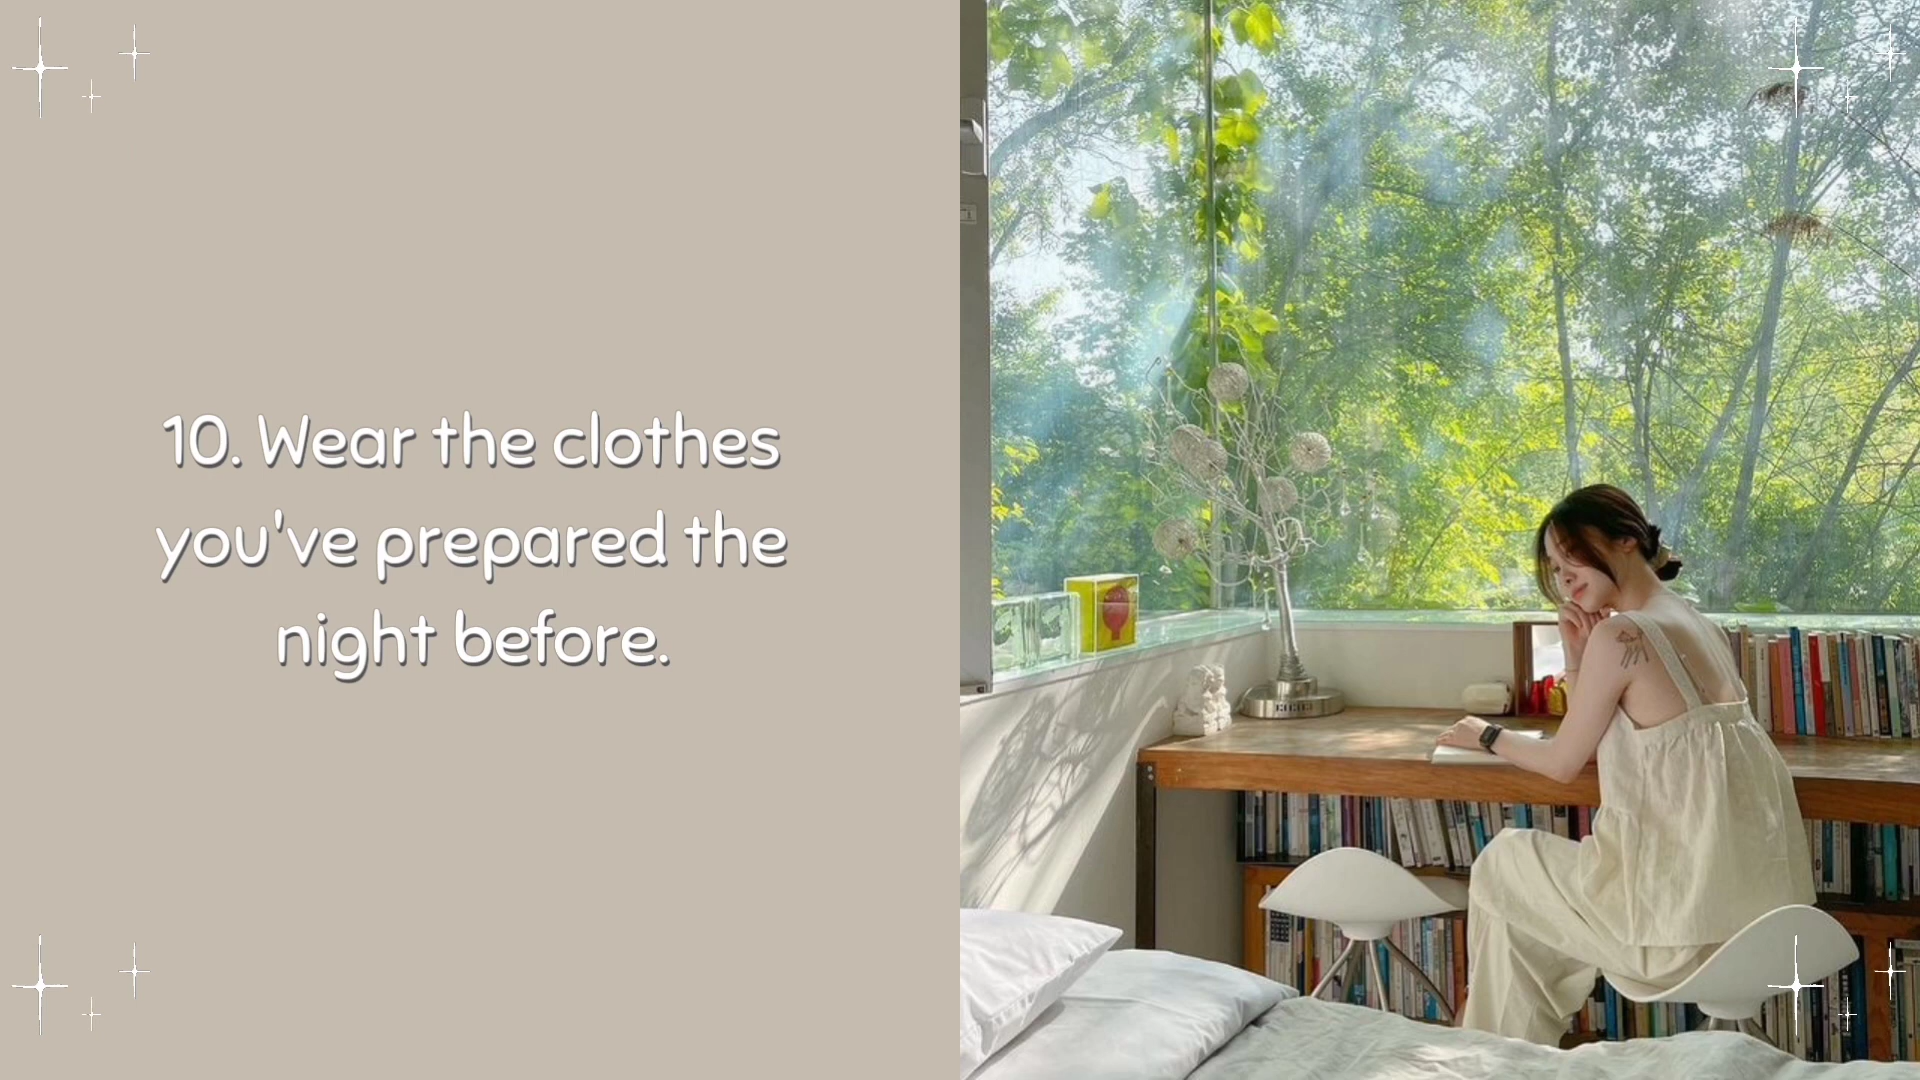 10. Wear the clothes
you've prepared the
night before.